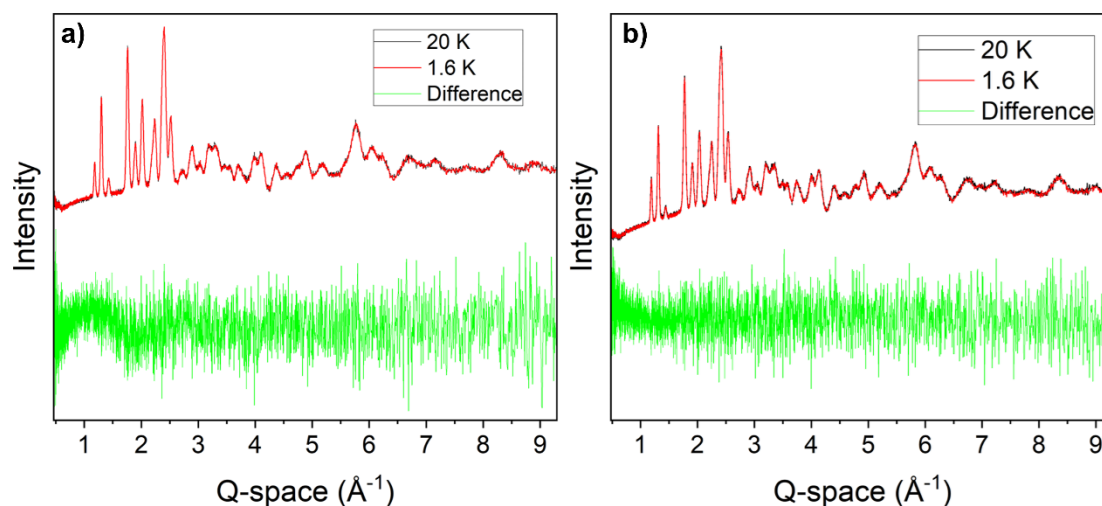 a)
20 K
1.6 K
Difference
Intensity
1 2 3 4 5 6 7 8 9
Q-space (Å⁻¹)
b)
20 K
1.6 K
Difference
Intensity
1 2 3 4 5 6 7 8 9
Q-space (Å⁻¹)